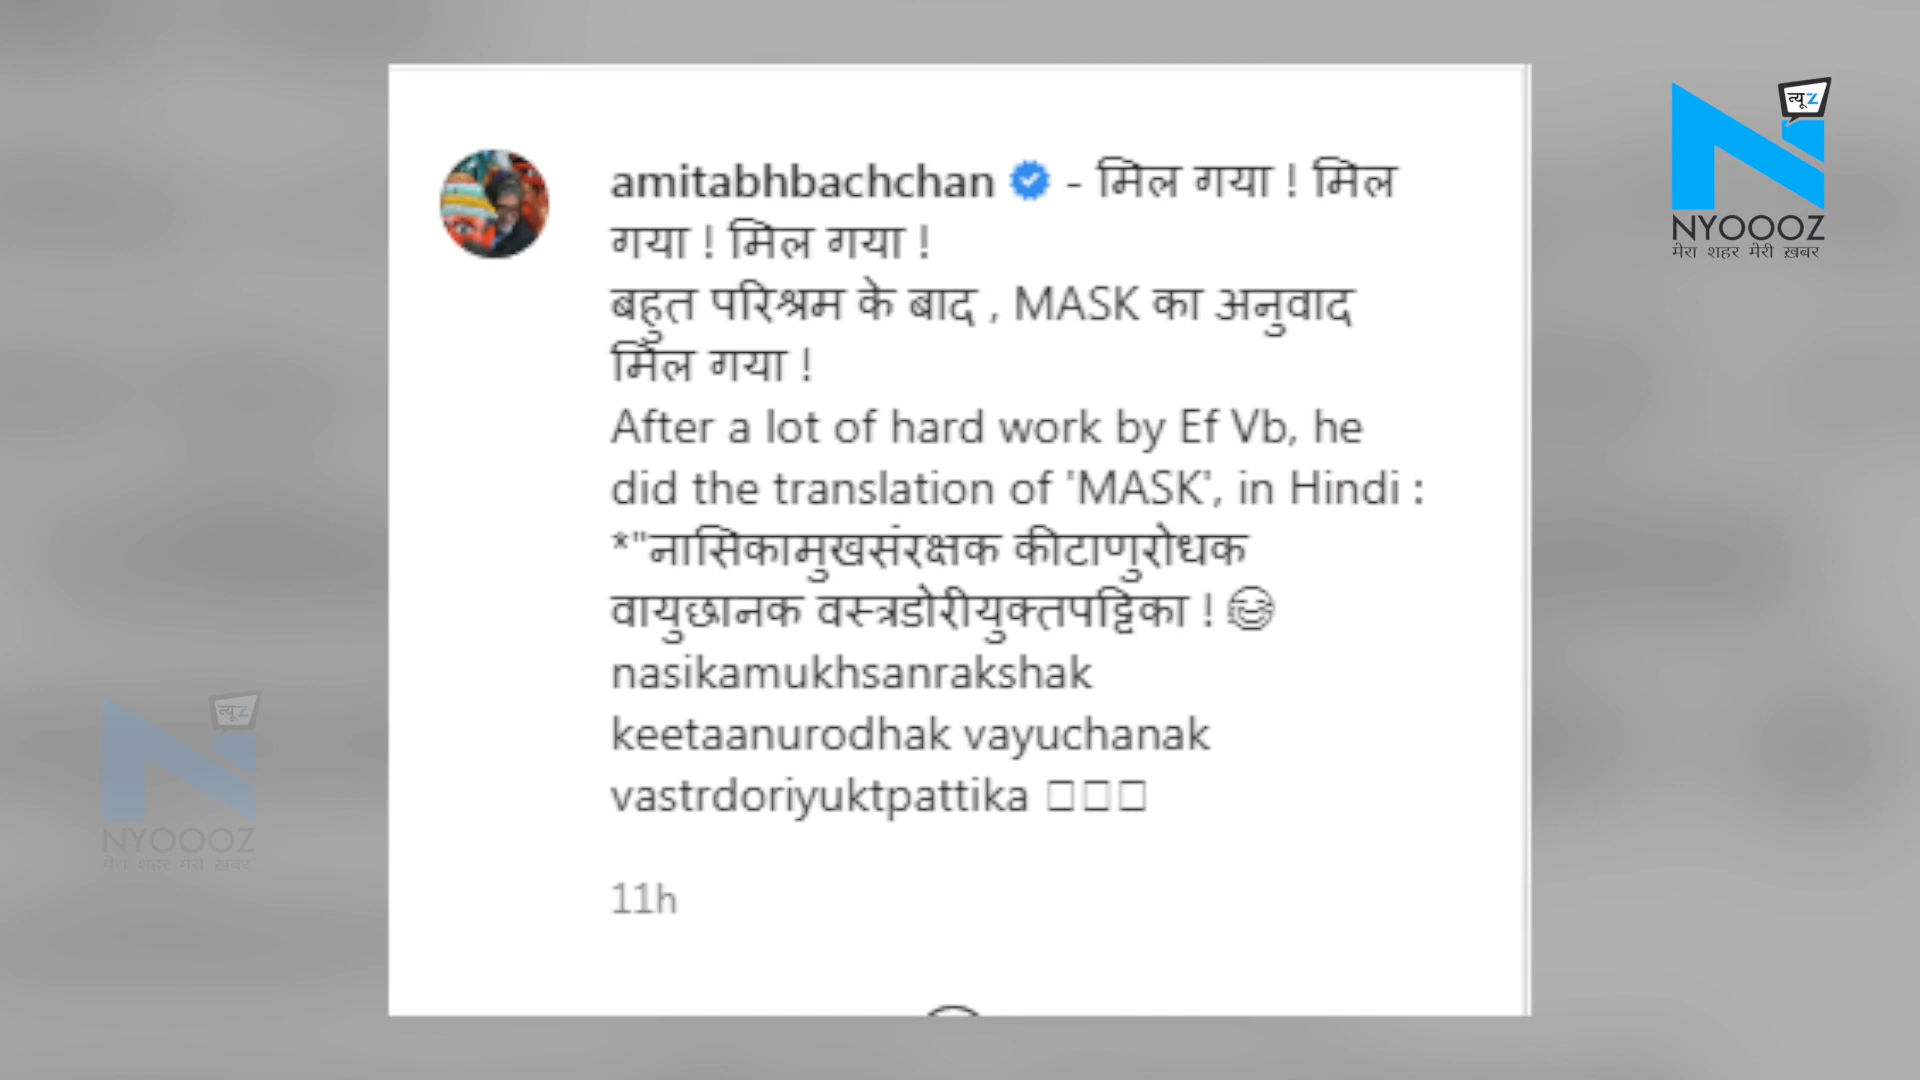 amitabhbachchan - मिल गया ! मिल
गया ! मिल गया !
बहुत परिश्रम के बाद , MASK का अनुवाद
मिल गया !
After a lot of hard work by Ef Vb, he
did the translation of 'MASK', in Hindi :
*"नासिकामुखसंरक्षक कीटाणुरोधक
वायुछानक वस्त्रडोरीयुक्तपट्टिका ! 😂
nasikamukhsanrakshak
keetaanurodhak vayuchanak
vastrdoriyuktpattika □□□
11h
न्यूZ
NYOOOZ
मेरा शहर मेरी ख़बर
न्यूZ
NYOOOZ
मेरा शहर मेरी ख़बर